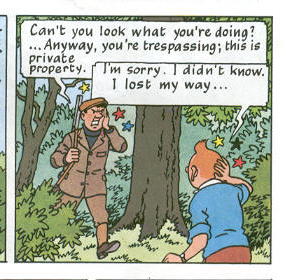 Can't you look what you're doing?
...Anyway, you're trespassing; this is
private
property.
I'm sorry. I didn't know.
I lost my way...